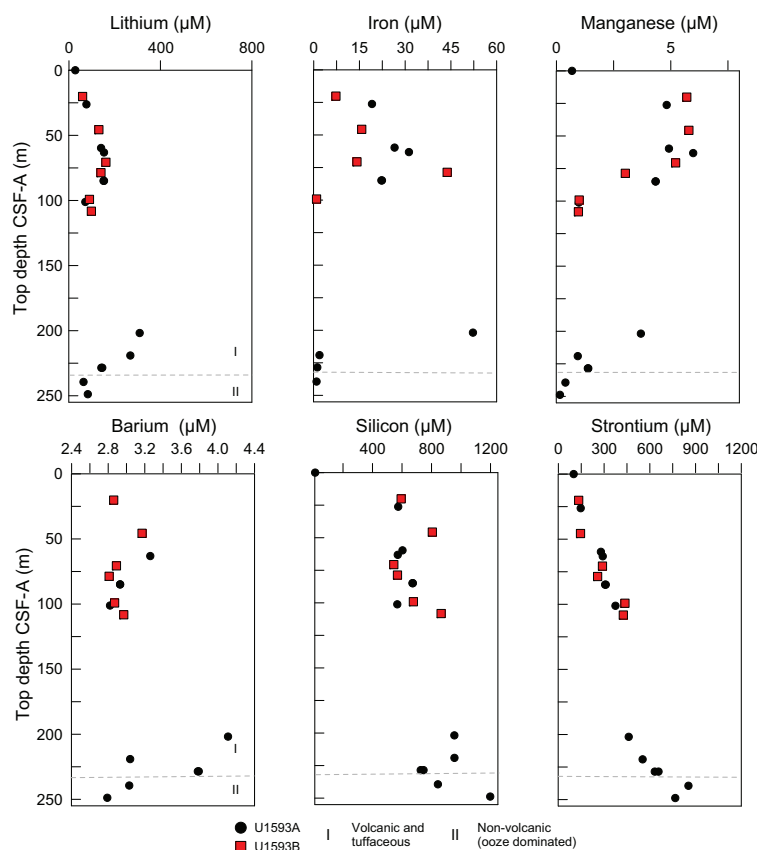 Lithium (µM)
Iron (µM)
Manganese (µM)
0 400 800
0 15 30 45 60
0 5
Top depth CSF-A (m)
0
50
100
150
200
250
I
II
Barium (µM)
Silicon (µM)
Strontium (µM)
2.4 2.8 3.2 3.6 4.0 4.4
400 800 1200
0 300 600 900 1200
Top depth CSF-A (m)
0
50
100
150
200
250
I
II
U1593A I Volcanic and tuffaceous II Non-volcanic (ooze dominated)
U1593B